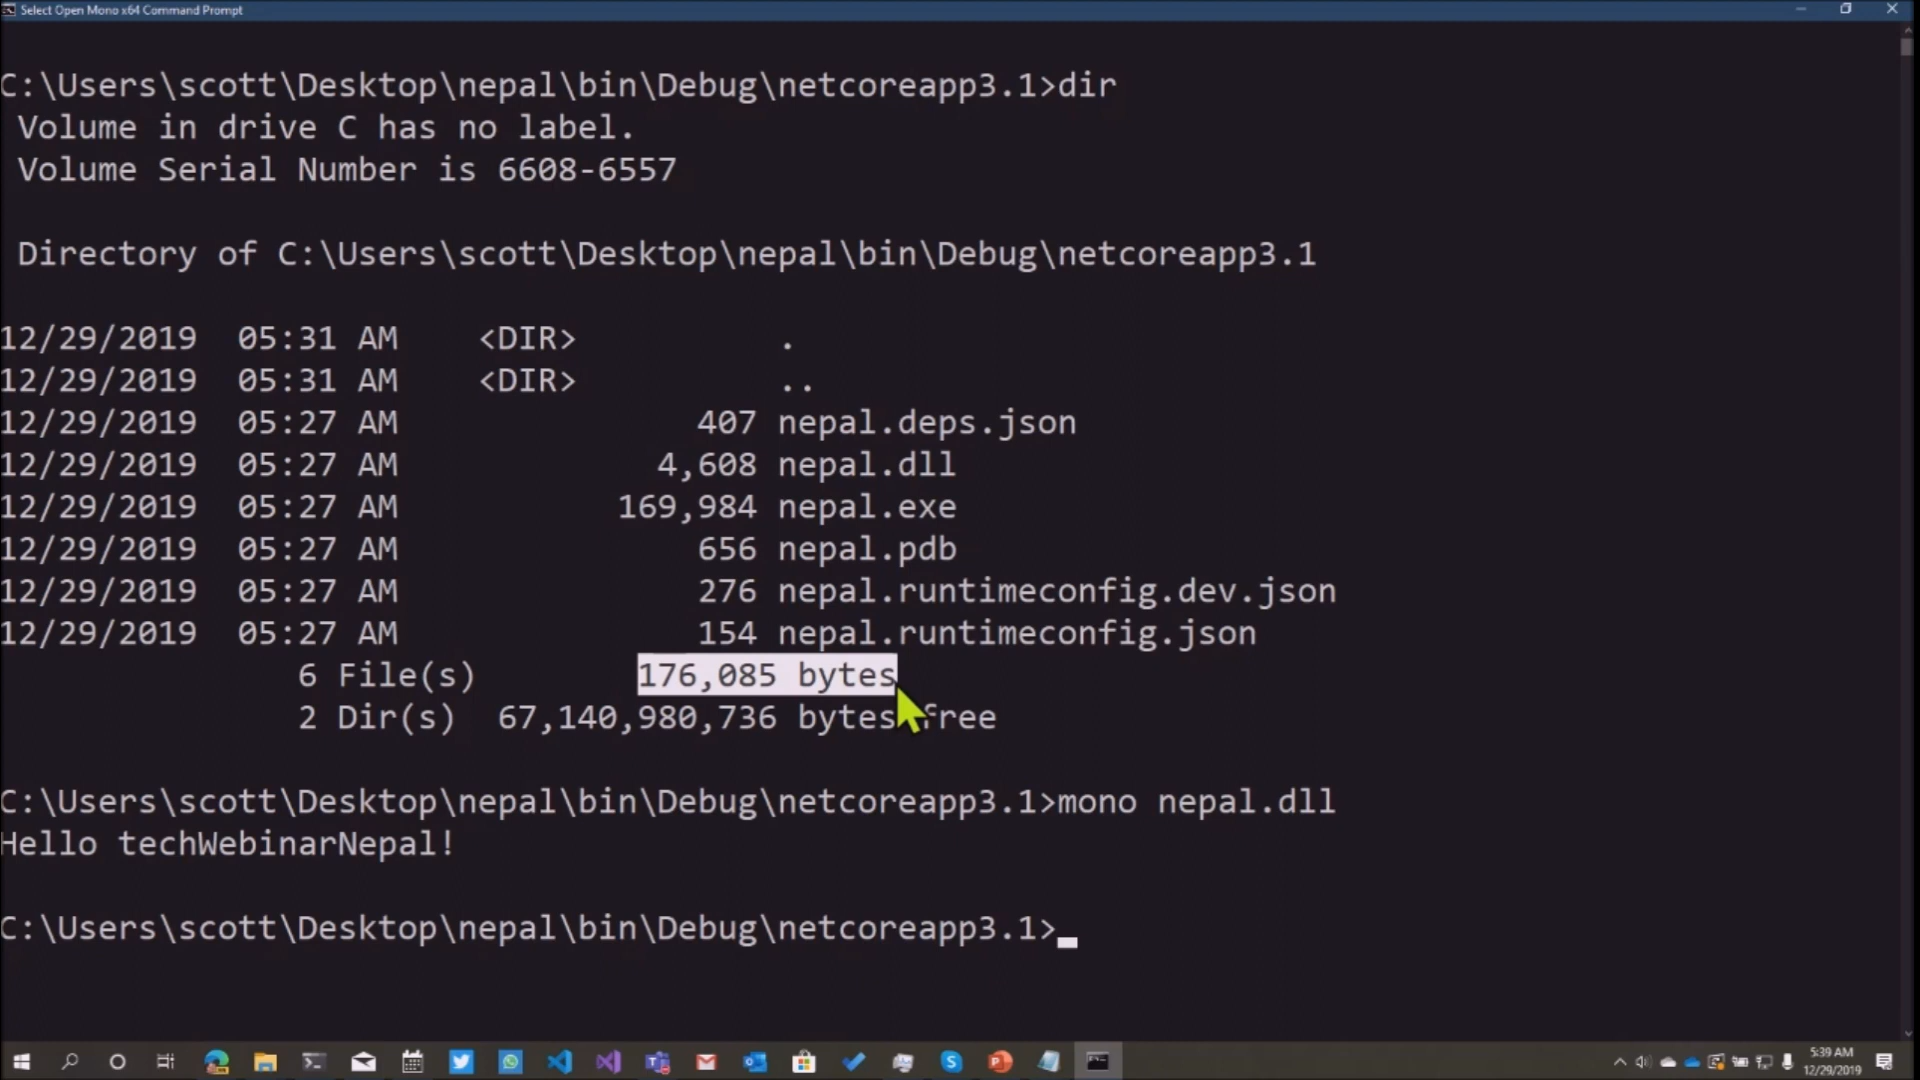 Select Open Mono x64 Command Prompt
C:\Users\scott\Desktop\nepal\bin\Debug\netcoreapp3.1>dir
Volume in drive C has no label.
Volume Serial Number is 6608-6557
Directory of C:\Users\scott\Desktop\nepal\bin\Debug\netcoreapp3.1
12/29/2019 05:31 AM <DIR> .
12/29/2019 05:31 AM <DIR> ..
12/29/2019 05:27 AM 407 nepal.deps.json
12/29/2019 05:27 AM 4,608 nepal.dll
12/29/2019 05:27 AM 169,984 nepal.exe
12/29/2019 05:27 AM 656 nepal.pdb
12/29/2019 05:27 AM 276 nepal.runtimeconfig.dev.json
12/29/2019 05:27 AM 154 nepal.runtimeconfig.json
6 File(s) 176,085 bytes
2 Dir(s) 67,140,980,736 bytes free
C:\Users\scott\Desktop\nepal\bin\Debug\netcoreapp3.1>mono nepal.dll
Hello techWebinarNepal!
C:\Users\scott\Desktop\nepal\bin\Debug\netcoreapp3.1>
5:39 AM
12/29/2019